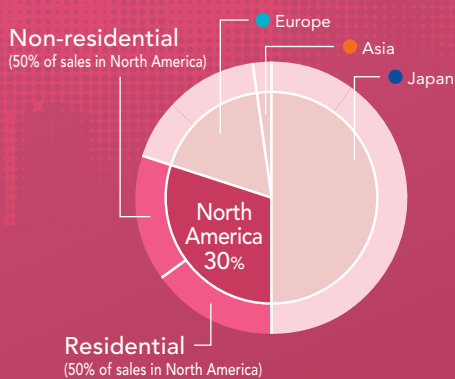 Europe
Non-residential
(50% of sales in North America)
Asia
Japan
North
America
30%
Residential
(50% of sales in North America)